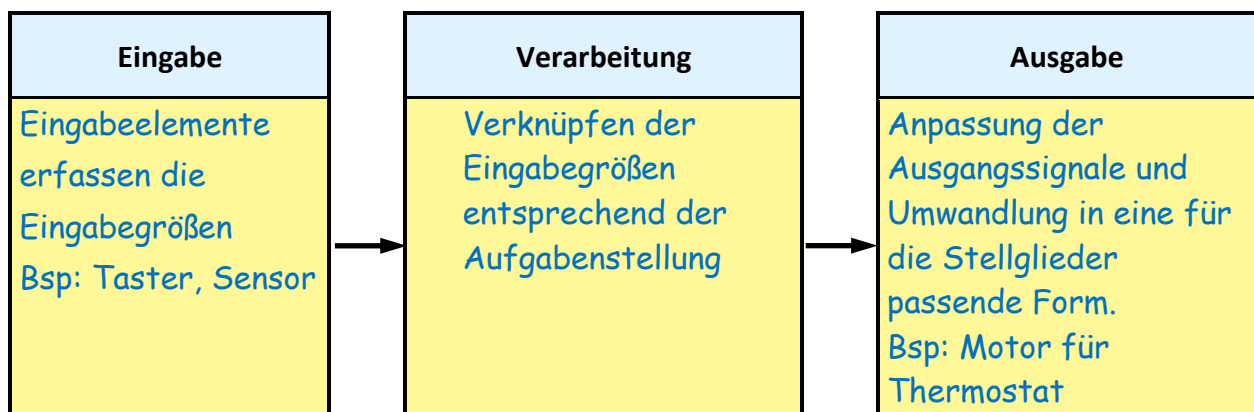 Eingabe
Eingabeelemente
erfassen die
Eingabegrößen
Bsp: Taster, Sensor
Verarbeitung
Verknüpfen der
Eingabegrößen
entsprechend der
Aufgabenstellung
Ausgabe
Anpassung der
Ausgangssignale und
Umwandlung in eine für
die Stellglieder
passende Form.
Bsp: Motor für
Thermostat